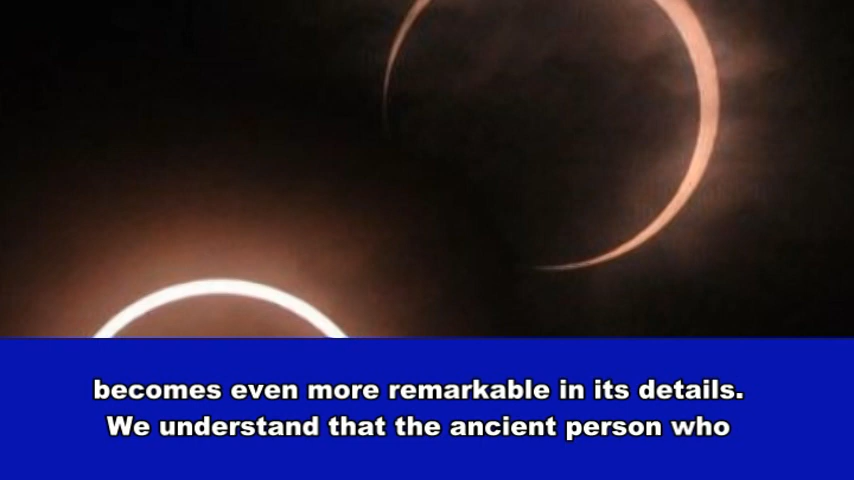 becomes even more remarkable in its details.
We understand that the ancient person who